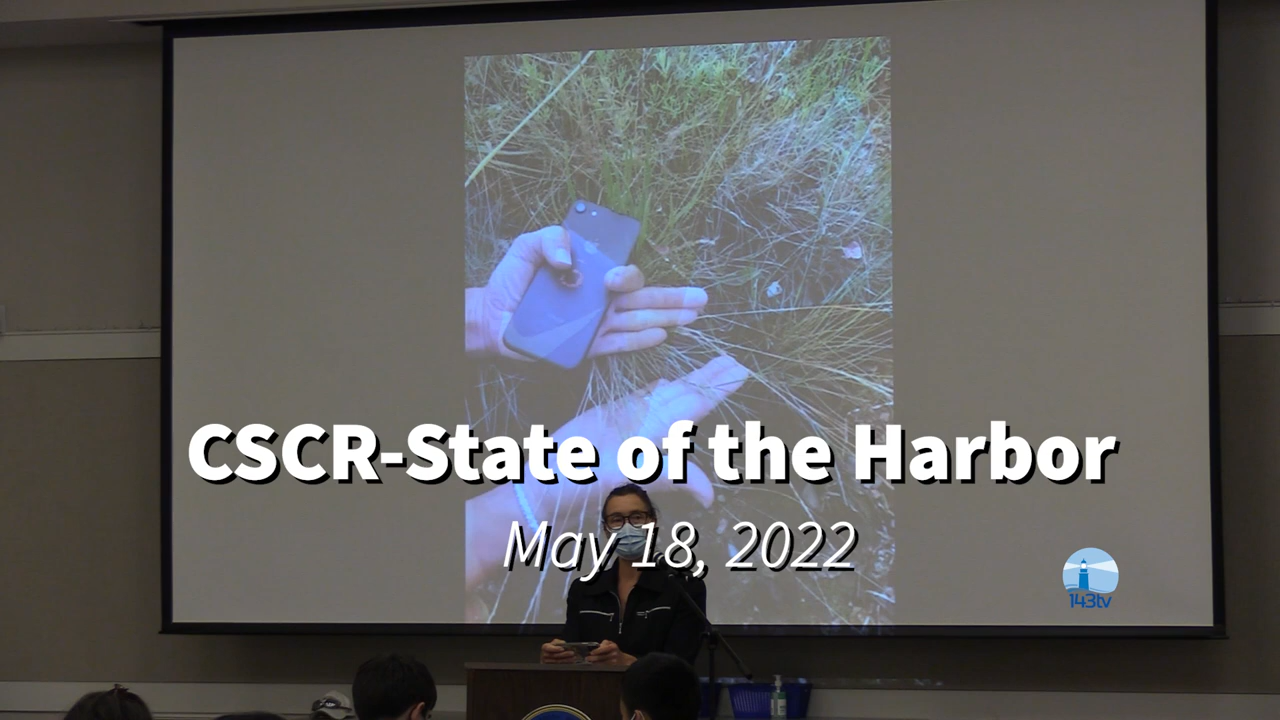 CSCR-State of the Harbor
May 18, 2022
143tv